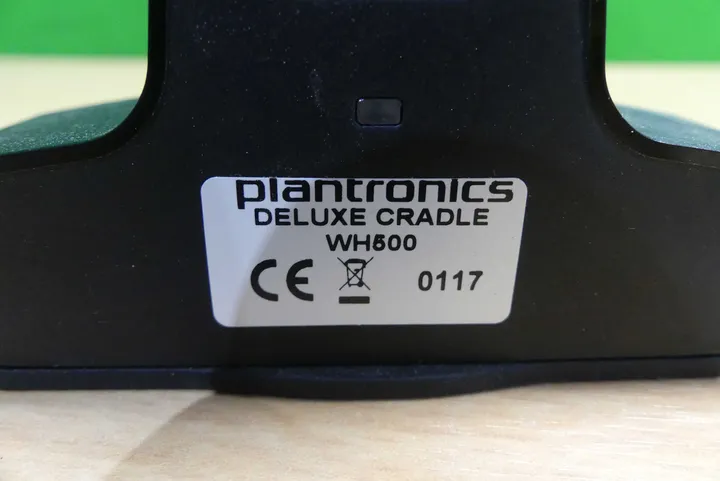 plantronics
DELUXE CRADLE
WH500
CE 0117